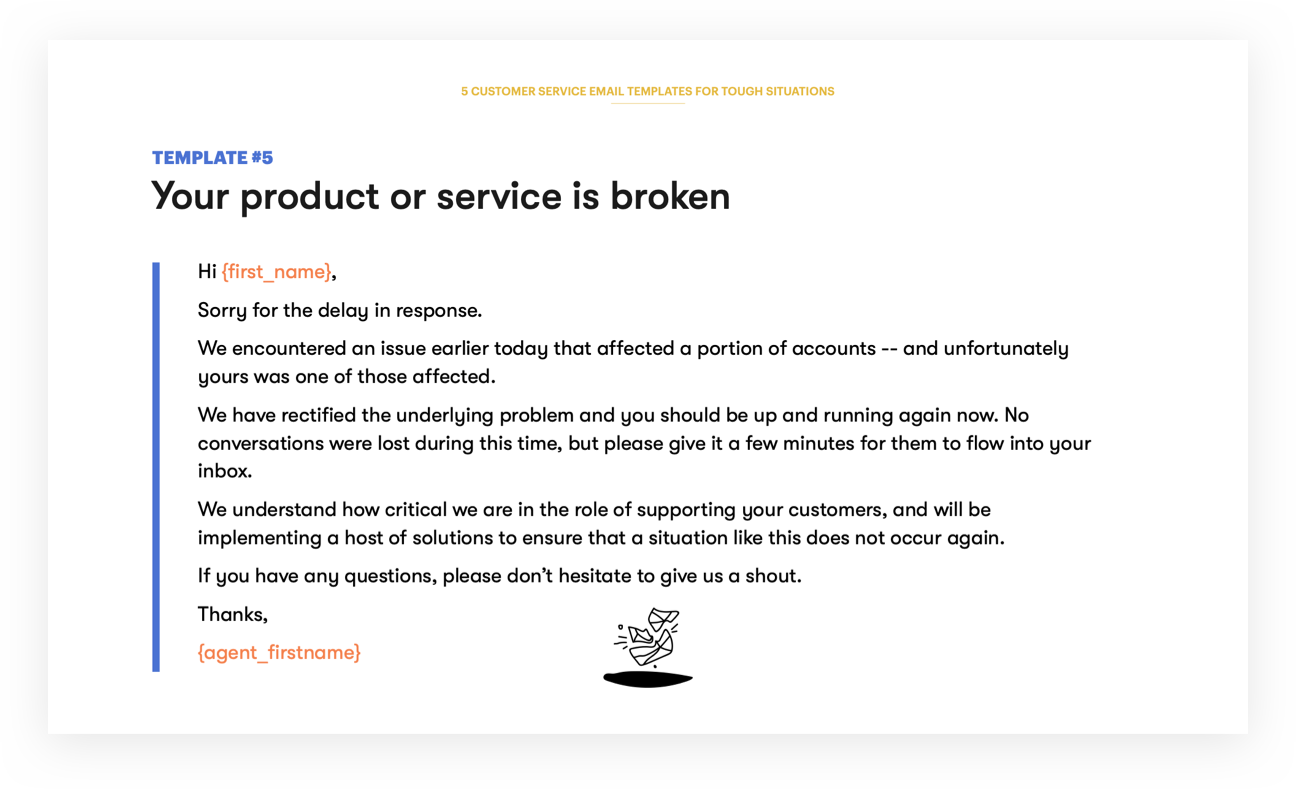 5 CUSTOMER SERVICE EMAIL TEMPLATES FOR TOUGH SITUATIONS
TEMPLATE #5
Your product or service is broken
Hi {first_name},
Sorry for the delay in response.
We encountered an issue earlier today that affected a portion of accounts -- and unfortunately
yours was one of those affected.
We have rectified the underlying problem and you should be up and running again now. No
conversations were lost during this time, but please give it a few minutes for them to flow into your
inbox.
We understand how critical we are in the role of supporting your customers, and will be
implementing a host of solutions to ensure that a situation like this does not occur again.
If you have any questions, please don’t hesitate to give us a shout.
Thanks,
{agent_firstname}